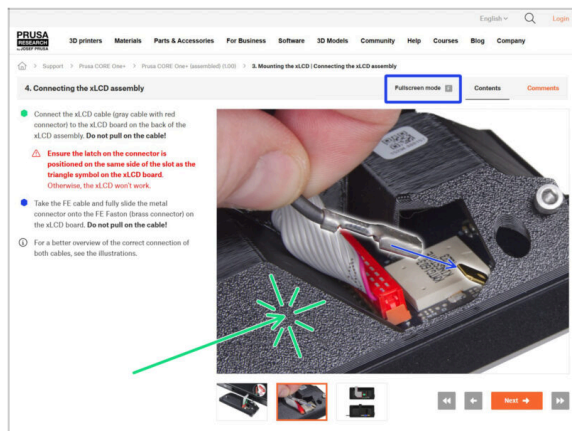 English
Login
PRUSA
RESEARCH
by JOSEF PRUSA
3D printers
Materials
Parts & Accessories
For Business
Software
3D Models
Community
Help
Courses
Blog
Company
Support > Prusa CORE One+ > Prusa CORE One+ (assembled) (1.00) > 3. Mounting the xLCD | Connecting the xLCD assembly
4. Connecting the xLCD assembly
Fullscreen mode
Contents
Comments
Connect the xLCD cable (gray cable with red
connector) to the xLCD board on the back of the
xLCD assembly. Do not pull on the cable!
Ensure the latch on the connector is
positioned on the same side of the slot as the
triangle symbol on the xLCD board.
Otherwise, the xLCD won't work.
Take the FE cable and fully slide the metal
connector onto the FE Faston (brass connector) on
the xLCD board. Do not pull on the cable!
For a better overview of the correct connection of
both cables, see the illustrations.
Next